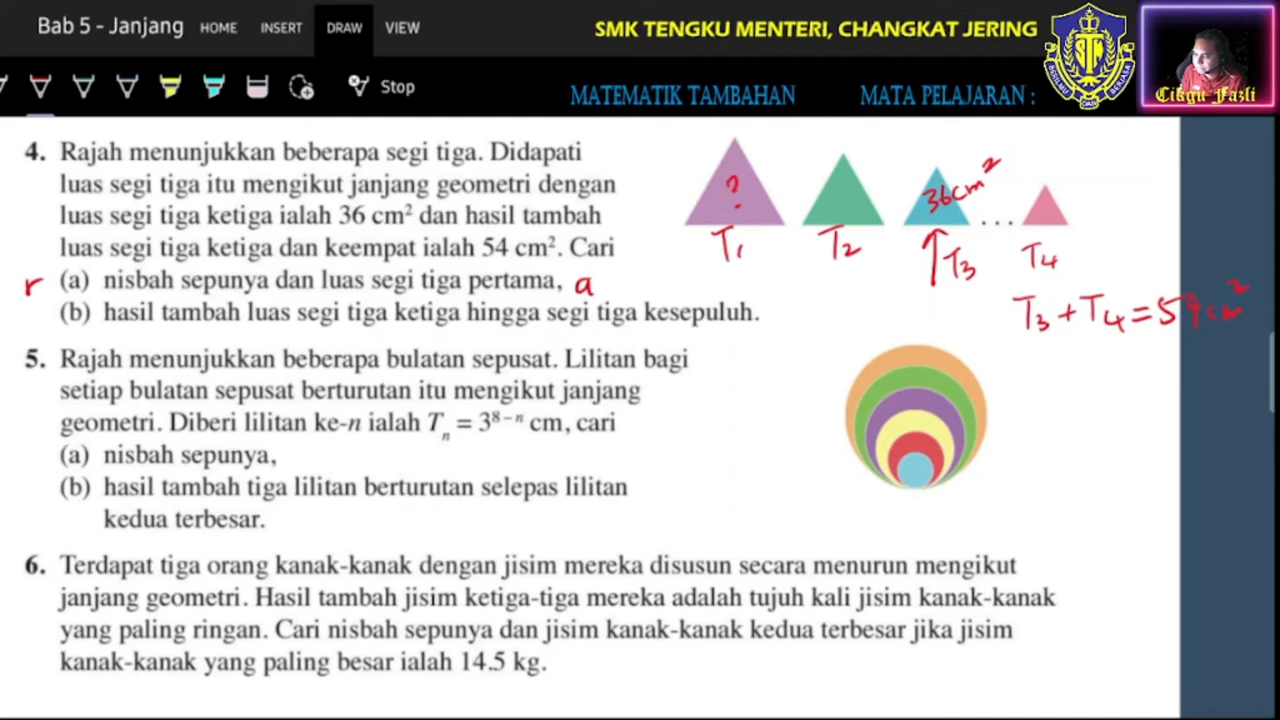 Bab 5 - Janjang HOME INSERT DRAW VIEW
SMK TENGKU MENTERI, CHANGKAT JERING
Stop
MATEMATIK TAMBAHAN MATA PELAJARAN :
Cikgu Fazli
4. Rajah menunjukkan beberapa segi tiga. Didapati
luas segi tiga itu mengikut janjang geometri dengan
luas segi tiga ketiga ialah 36 cm² dan hasil tambah
luas segi tiga ketiga dan keempat ialah 54 cm². Cari
r (a) nisbah sepunya dan luas segi tiga pertama, a
(b) hasil tambah luas segi tiga ketiga hingga segi tiga kesepuluh.
? 36cm² ...
T₁ T₂ T₃ T₄
T₃ + T₄ = 54cm²
5. Rajah menunjukkan beberapa bulatan sepusat. Lilitan bagi
setiap bulatan sepusat berturutan itu mengikut janjang
geometri. Diberi lilitan ke-n ialah Tₙ = 3⁸⁻ⁿ cm, cari
(a) nisbah sepunya,
(b) hasil tambah tiga lilitan berturutan selepas lilitan
kedua terbesar.
6. Terdapat tiga orang kanak-kanak dengan jisim mereka disusun secara menurun mengikut
janjang geometri. Hasil tambah jisim ketiga-tiga mereka adalah tujuh kali jisim kanak-kanak
yang paling ringan. Cari nisbah sepunya dan jisim kanak-kanak kedua terbesar jika jisim
kanak-kanak yang paling besar ialah 14.5 kg.